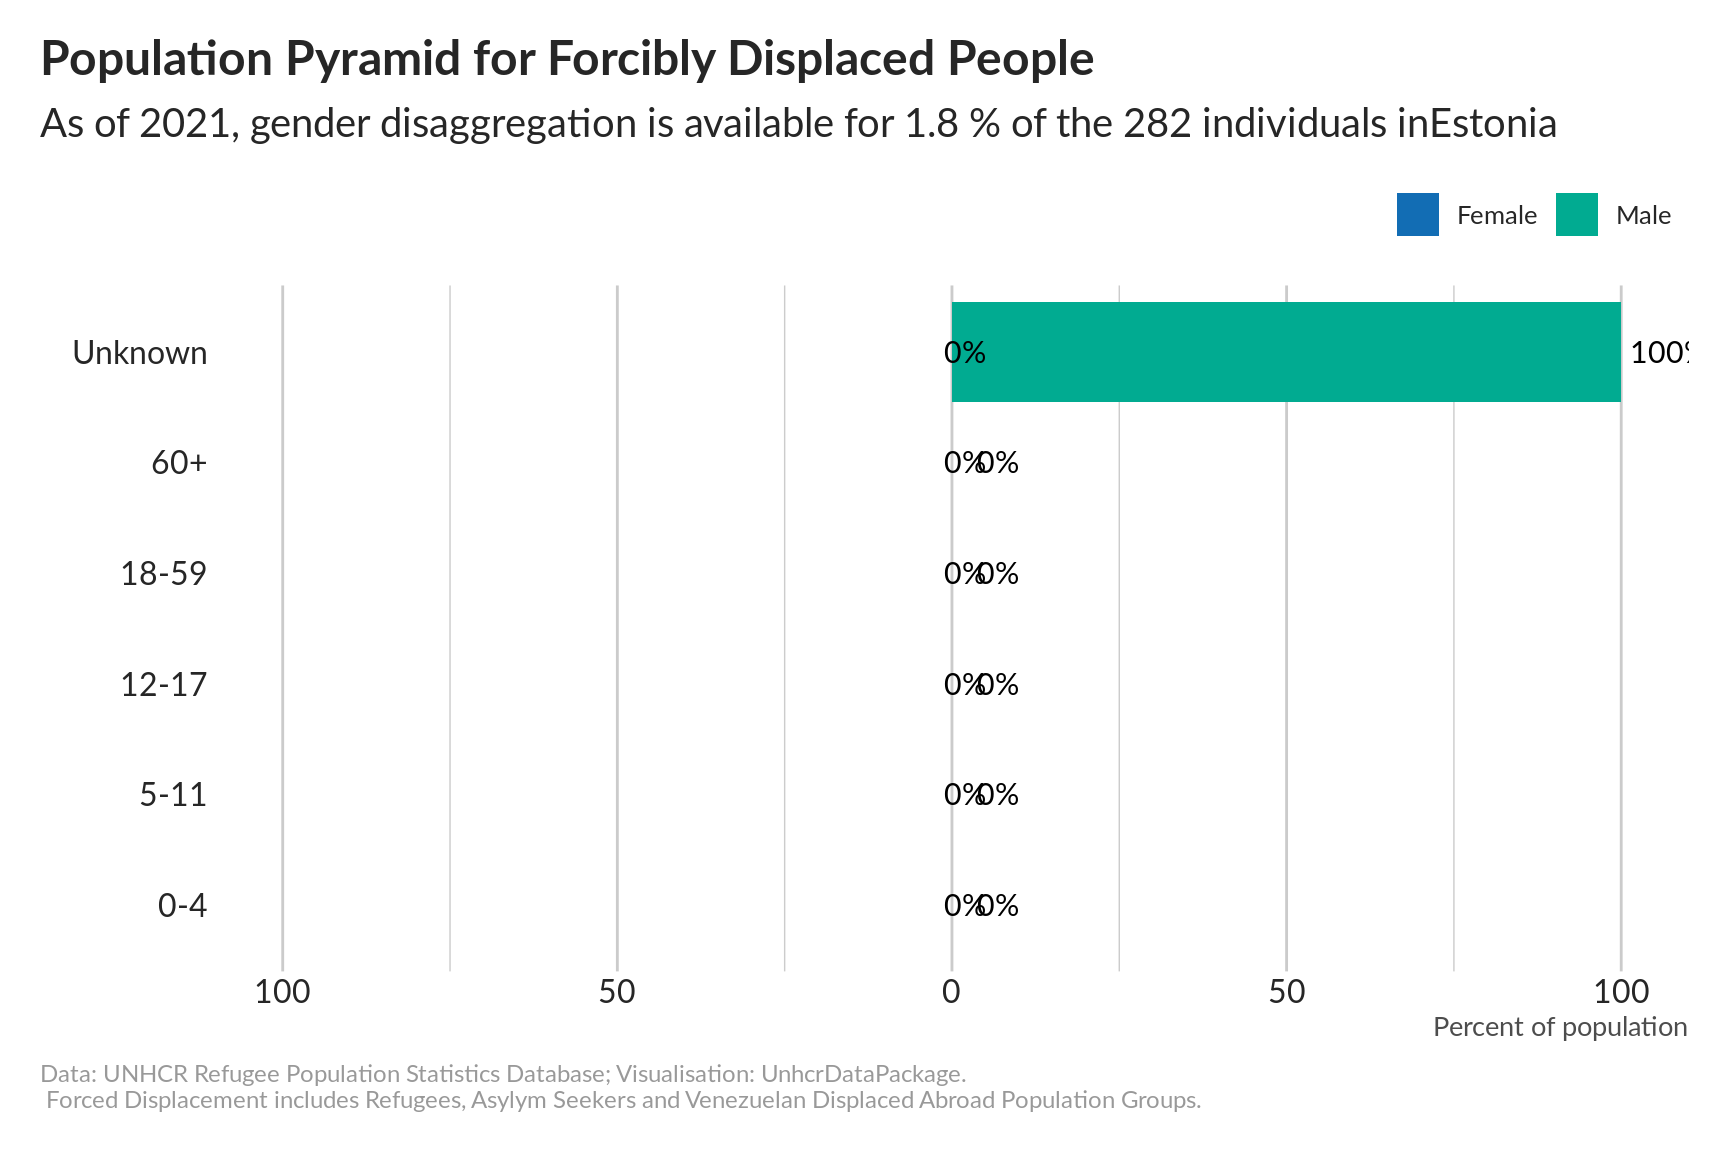 Population Pyramid for Forcibly Displaced People
As of 2021, gender disaggregation is available for 1.8 % of the 282 individuals inEstonia
Female Male
Unknown 0% 100%
60+ 0% 0%
18-59 0% 0%
12-17 0% 0%
5-11 0% 0%
0-4 0% 0%
100 50 0 50 100
Percent of population
Data: UNHCR Refugee Population Statistics Database; Visualisation: UnhcrDataPackage.
Forced Displacement includes Refugees, Asylym Seekers and Venezuelan Displaced Abroad Population Groups.